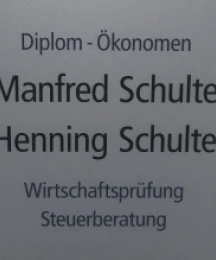 Diplom - Ökonomen
Manfred Schulte
Henning Schulte
Wirtschaftsprüfung
Steuerberatung